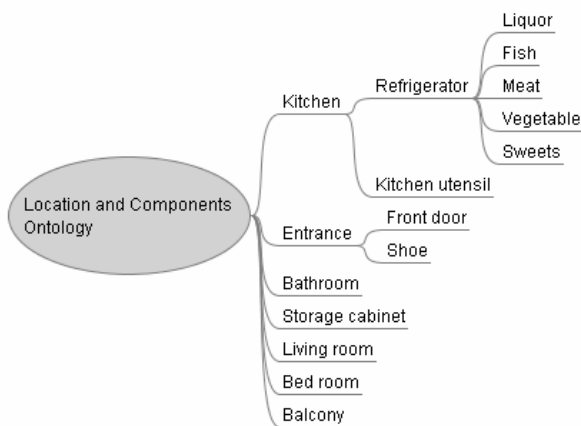 Liquor
Fish
Refrigerator
Meat
Kitchen
Vegetable
Sweets
Kitchen utensil
Location and Components
Ontology
Front door
Entrance
Shoe
Bathroom
Storage cabinet
Living room
Bed room
Balcony